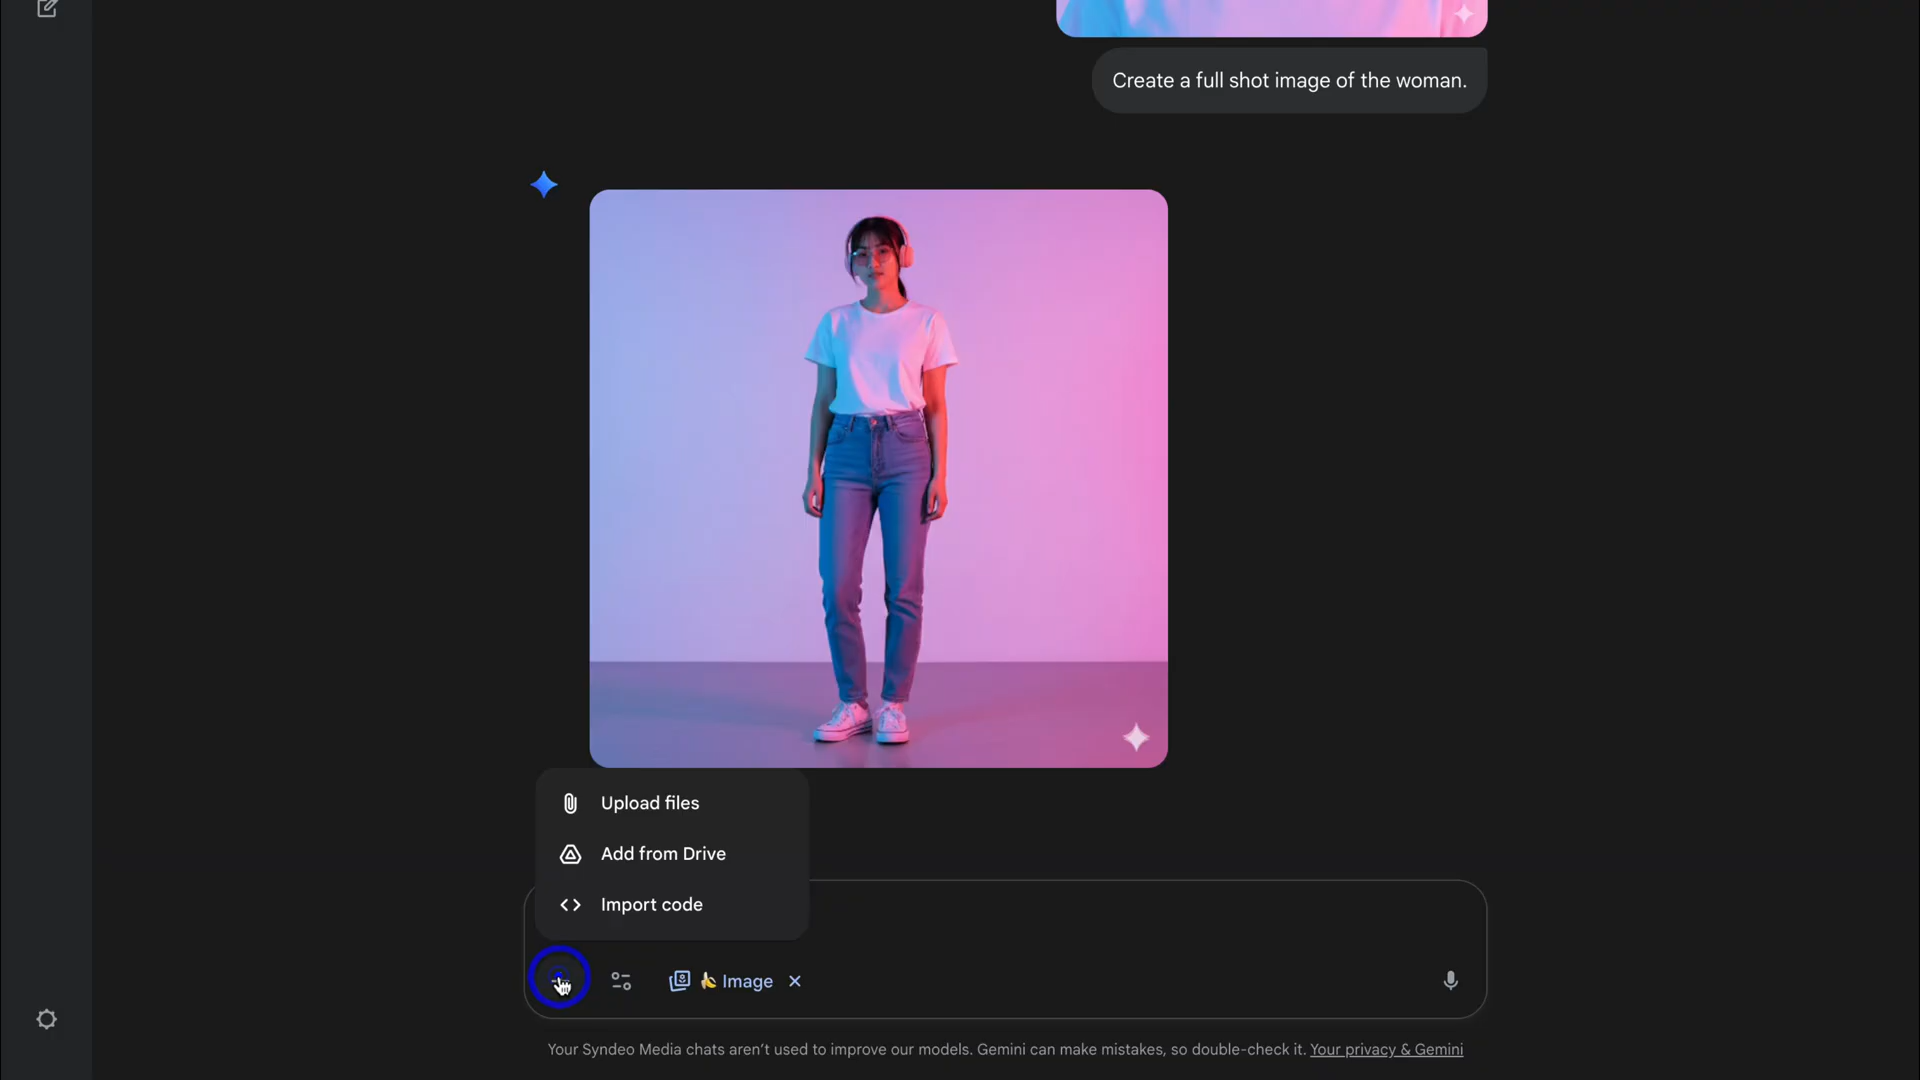 Create a full shot image of the woman.
Upload files
Add from Drive
Import code
Image
Your Syndeo Media chats aren't used to improve our models. Gemini can make mistakes, so double-check it. Your privacy & Gemini